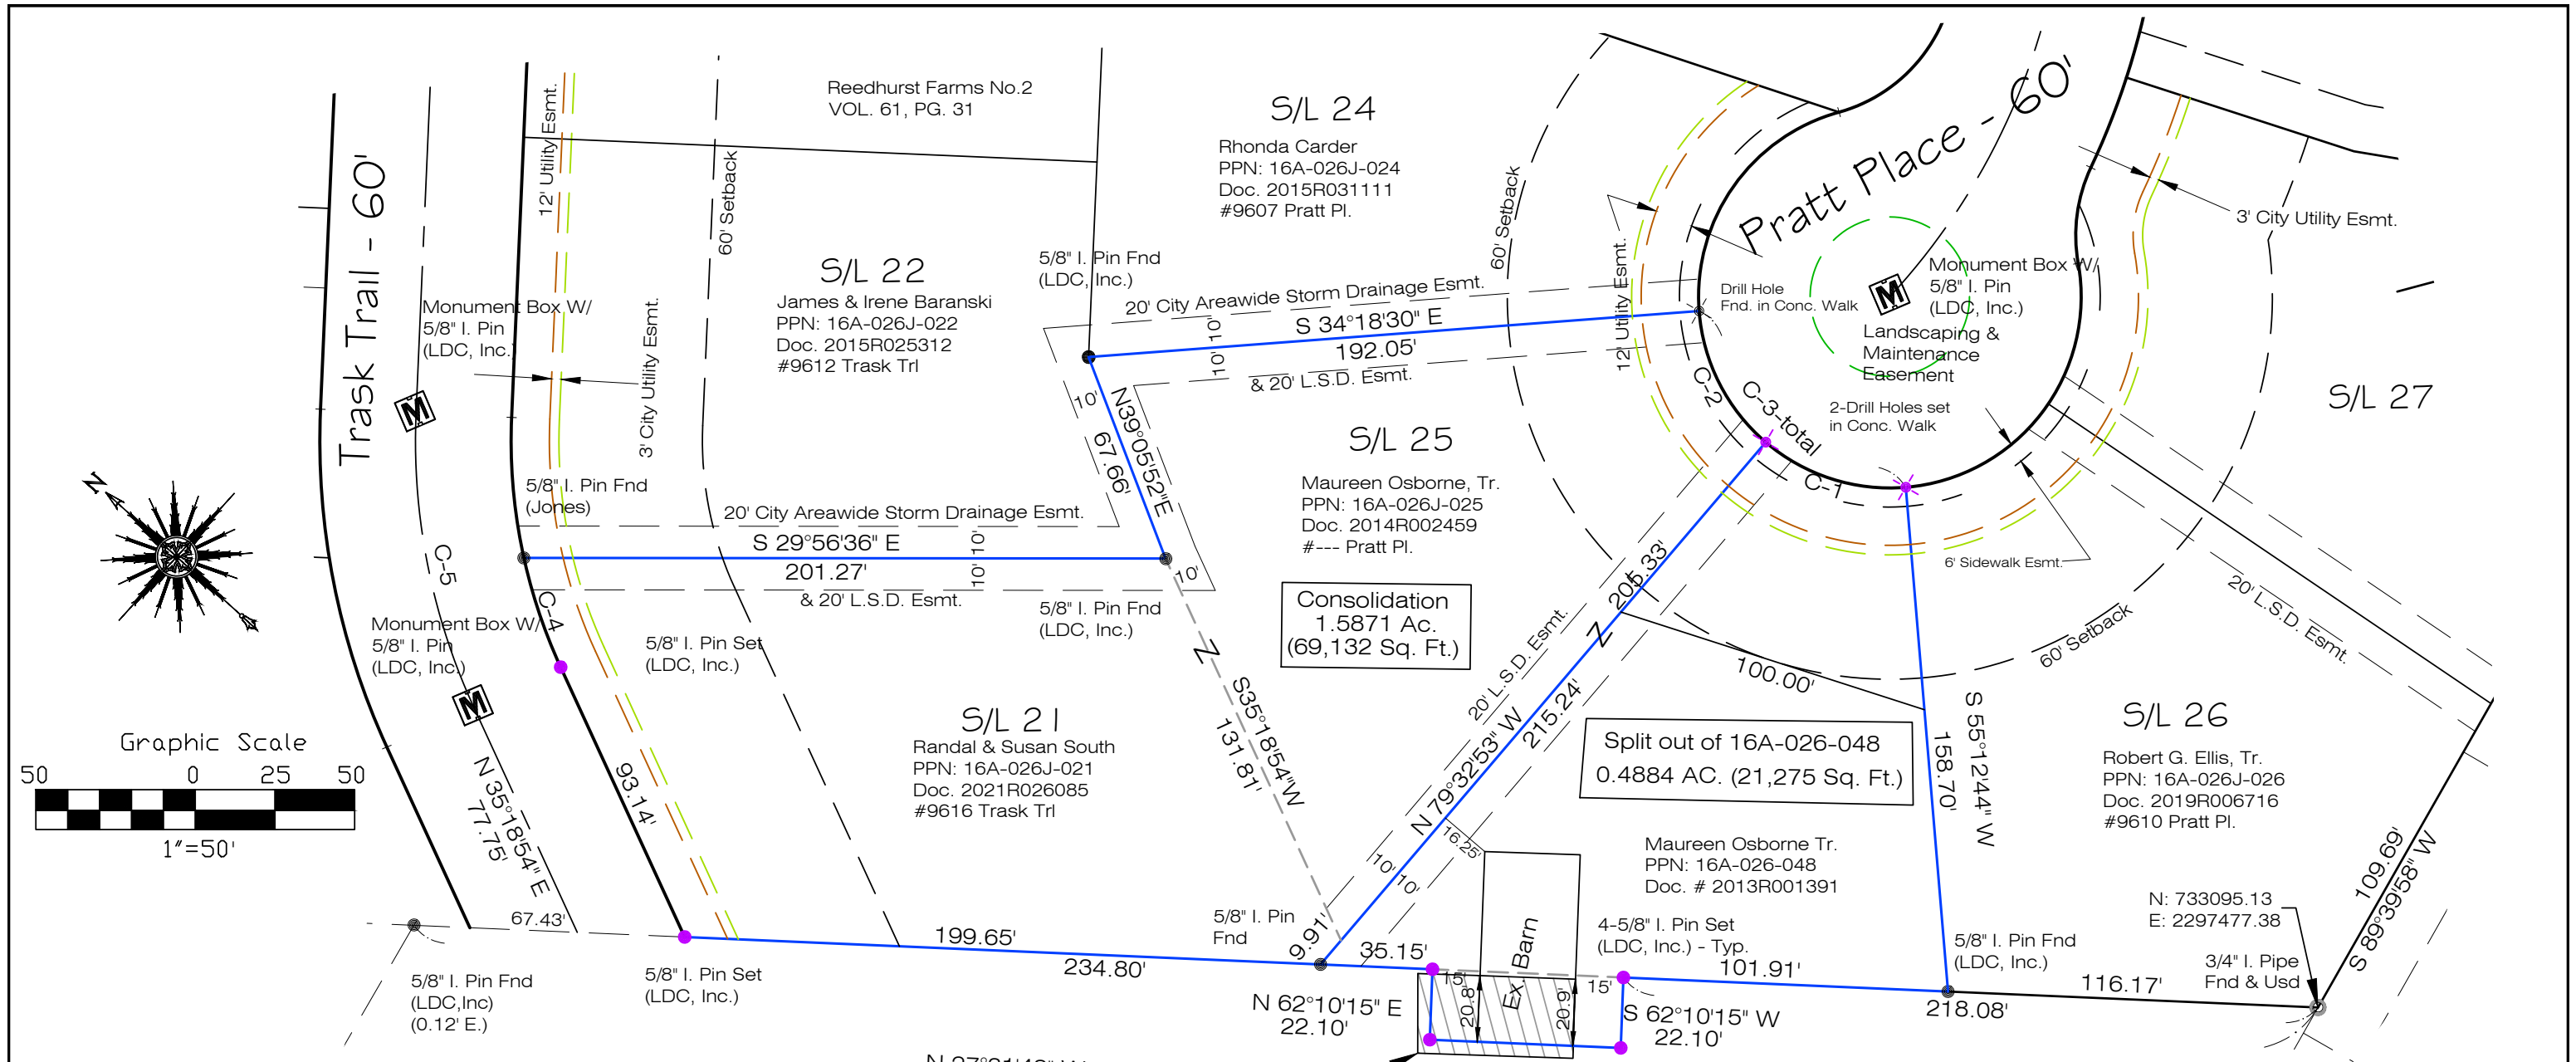 Reedhurst Farms No.2
VOL. 61, PG. 31
S/L 24
Rhonda Carder
PPN: 16A-026J-024
Doc. 2015R031111
#9607 Pratt Pl.
Pratt Place - 60'
Trask Trail - 60'
12' Utility Esmt.
60' Setback
60' Setback
3' City Utility Esmt.
S/L 22
James & Irene Baranski
PPN: 16A-026J-022
Doc. 2015R025312
#9612 Trask Trl
5/8" I. Pin Fnd
(LDC, Inc.)
20' City Areawide Storm Drainage Esmt.
S 34°18'30" E
192.05'
& 20' L.S.D. Esmt.
10' 10'
12' Utility Esmt.
Drill Hole
Fnd. in Conc. Walk
Monument Box W/
5/8" I. Pin
(LDC, Inc.)
Landscaping &
Maintenance
Easement
2-Drill Holes set
in Conc. Walk
M
C-2
C-3-total
C-1
S/L 27
Monument Box W/
5/8" I. Pin
(LDC, Inc.)
M
3' City Utility Esmt.
10'
N39°05'52"E
67.66'
S/L 25
Maureen Osborne, Tr.
PPN: 16A-026J-025
Doc. 2014R002459
#--- Pratt Pl.
N
5/8" I. Pin Fnd
(Jones)
20' City Areawide Storm Drainage Esmt.
S 29°56'36" E
201.27'
& 20' L.S.D. Esmt.
10' 10'
10'
5/8" I. Pin Fnd
(LDC, Inc.)
C-5
C-4
Monument Box W/
5/8" I. Pin
(LDC, Inc.)
M
5/8" I. Pin Set
(LDC, Inc.)
Consolidation
1.5871 Ac.
(69,132 Sq. Ft.)
6' Sidewalk Esmt.
20' L.S.D. Esmt.
60' Setback
205.33'
Z
Z
20' L.S.D. Esmt.
N 79°32'53" W
215.24'
100.00'
S35°18'54"W
131.81'
S/L 21
Randal & Susan South
PPN: 16A-026J-021
Doc. 2021R026085
#9616 Trask Trl
Split out of 16A-026-048
0.4884 AC. (21,275 Sq. Ft.)
S 55°12'44" W
158.70'
S/L 26
Robert G. Ellis, Tr.
PPN: 16A-026J-026
Doc. 2019R006716
#9610 Pratt Pl.
Graphic Scale
50 0 25 50
1"=50'
N 35°18'54" E
77.75'
93.14'
16.25'
10' 10'
Maureen Osborne Tr.
PPN: 16A-026-048
Doc. # 2013R001391
109.69'
S 89°39'58" W
N: 733095.13
E: 2297477.38
67.43'
5/8" I. Pin Fnd
(LDC,Inc)
(0.12' E.)
5/8" I. Pin Set
(LDC, Inc.)
199.65'
234.80'
5/8" I. Pin
Fnd
9.91'
35.15'
4-5/8" I. Pin Set
(LDC, Inc.) - Typ.
101.91'
5/8" I. Pin Fnd
(LDC, Inc.)
116.17'
218.08'
3/4" I. Pipe
Fnd & Usd
Ex. Barn
15'
15'
20.8'
20.9'
N 62°10'15" E
22.10'
S 62°10'15" W
22.10'